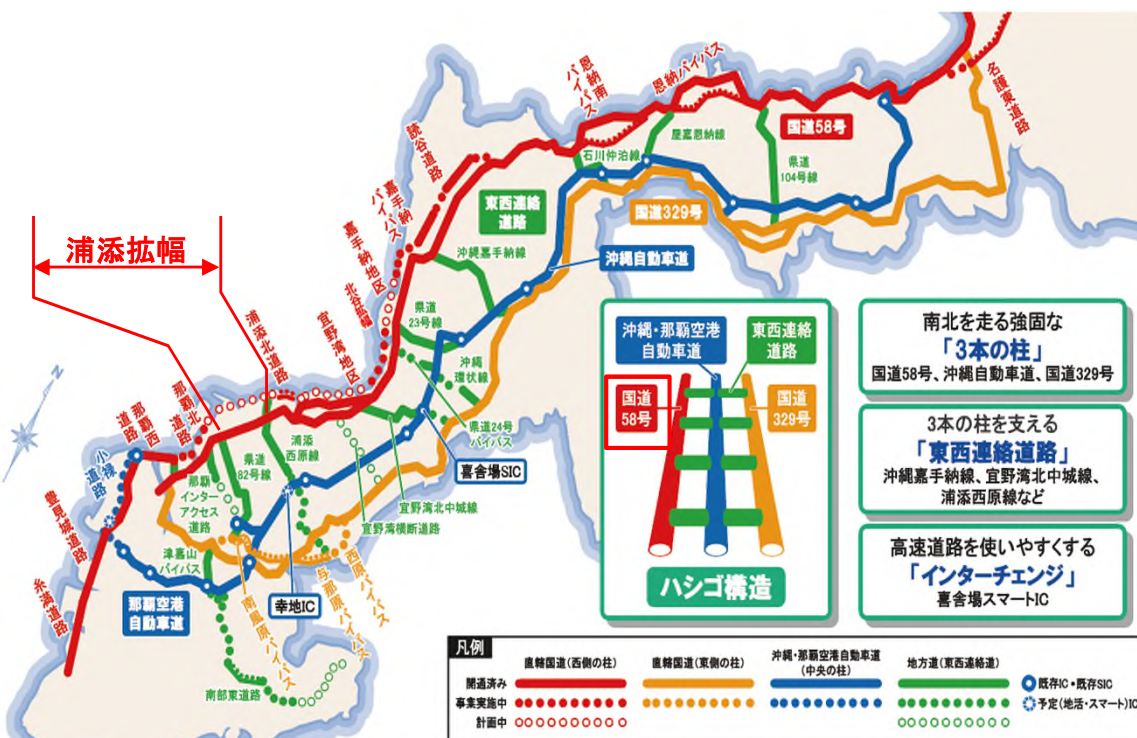 恩納南
バイパス
恩納バイパス
名護東道路
国道58号
読谷道路
石川仲泊線
屋嘉恩納線
県道
104号線
東西連絡
道路
国道329号
嘉手納
バイパス
沖縄嘉手納線
沖縄自動車道
浦添拡幅
嘉手納地区
北谷拡幅
県道
23号線
宜野湾地区
浦添北道路
沖縄
環状線
那覇北
道路
那覇西
道路
小禄
道路
豊見城道路
糸満道路
県道
82号線
浦添
西原線
県道24号
バイパス
喜舎場SIC
那覇
インター
アクセス
道路
宜野湾北中城線
宜野湾横断道路
津嘉山
バイパス
西原バイパス
与那原バイパス
南風原バイパス
幸地IC
那覇空港
自動車道
南部東道路
N
沖縄・那覇空港
自動車道
東西連絡
道路
国道
58号
国道
329号
ハシゴ構造
南北を走る強固な
「3本の柱」
国道58号、沖縄自動車道、国道329号
3本の柱を支える
「東西連絡道路」
沖縄嘉手納線、宜野湾北中城線、
浦添西原線など
高速道路を使いやすくする
「インターチェンジ」
喜舎場スマートIC
凡例
直轄国道(西側の柱)
直轄国道(東側の柱)
沖縄・那覇空港自動車道
(中央の柱)
地方道(東西連絡道)
開通済み
事業実施中
計画中
既存IC・既存SIC
予定(地活・スマート)IC